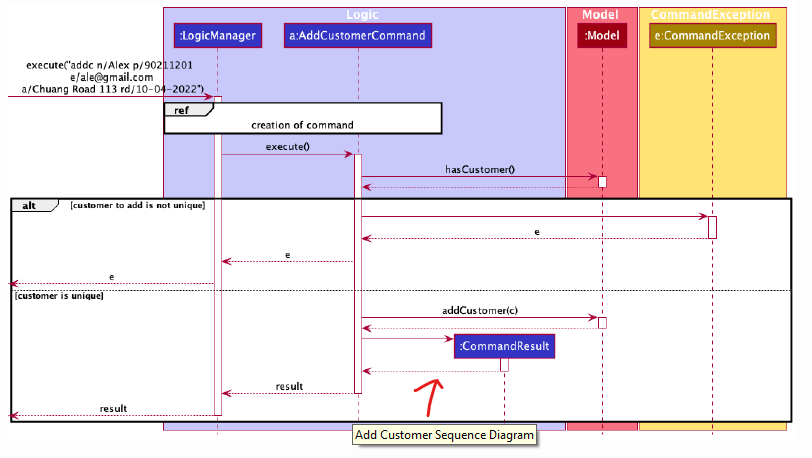 Logic
Model
CommandException
:LogicManager
a:AddCustomerCommand
:Model
e:CommandException
execute("addc n/Alex p/90211201
e/ale@gmail.com
a/Chuang Road 113 rd/10-04-2022")
ref
creation of command
execute()
hasCustomer()
alt
[customer to add is not unique]
e
e
e
[customer is unique]
addCustomer(c)
:CommandResult
result
result
Add Customer Sequence Diagram